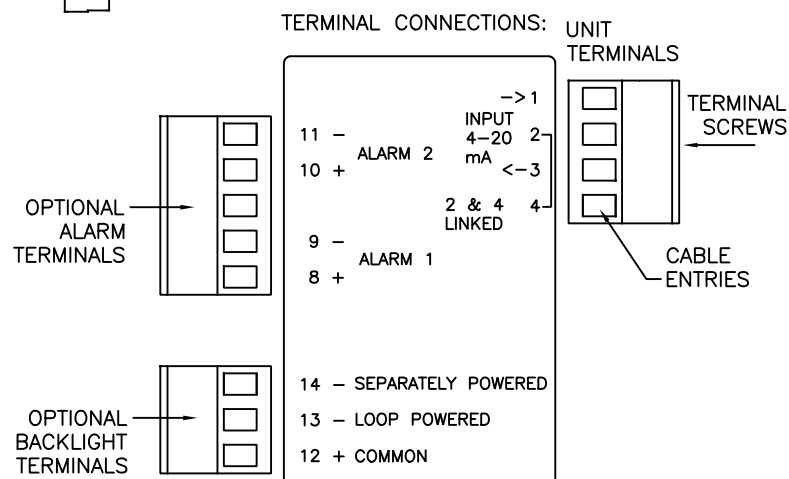 TERMINAL CONNECTIONS:
UNIT
TERMINALS
->1
INPUT
4-20
mA
2
<-3
2 & 4
LINKED
4
TERMINAL
SCREWS
CABLE
ENTRIES
11 -
ALARM 2
10 +
9 -
ALARM 1
8 +
OPTIONAL
ALARM
TERMINALS
14 - SEPARATELY POWERED
13 - LOOP POWERED
12 + COMMON
OPTIONAL
BACKLIGHT
TERMINALS